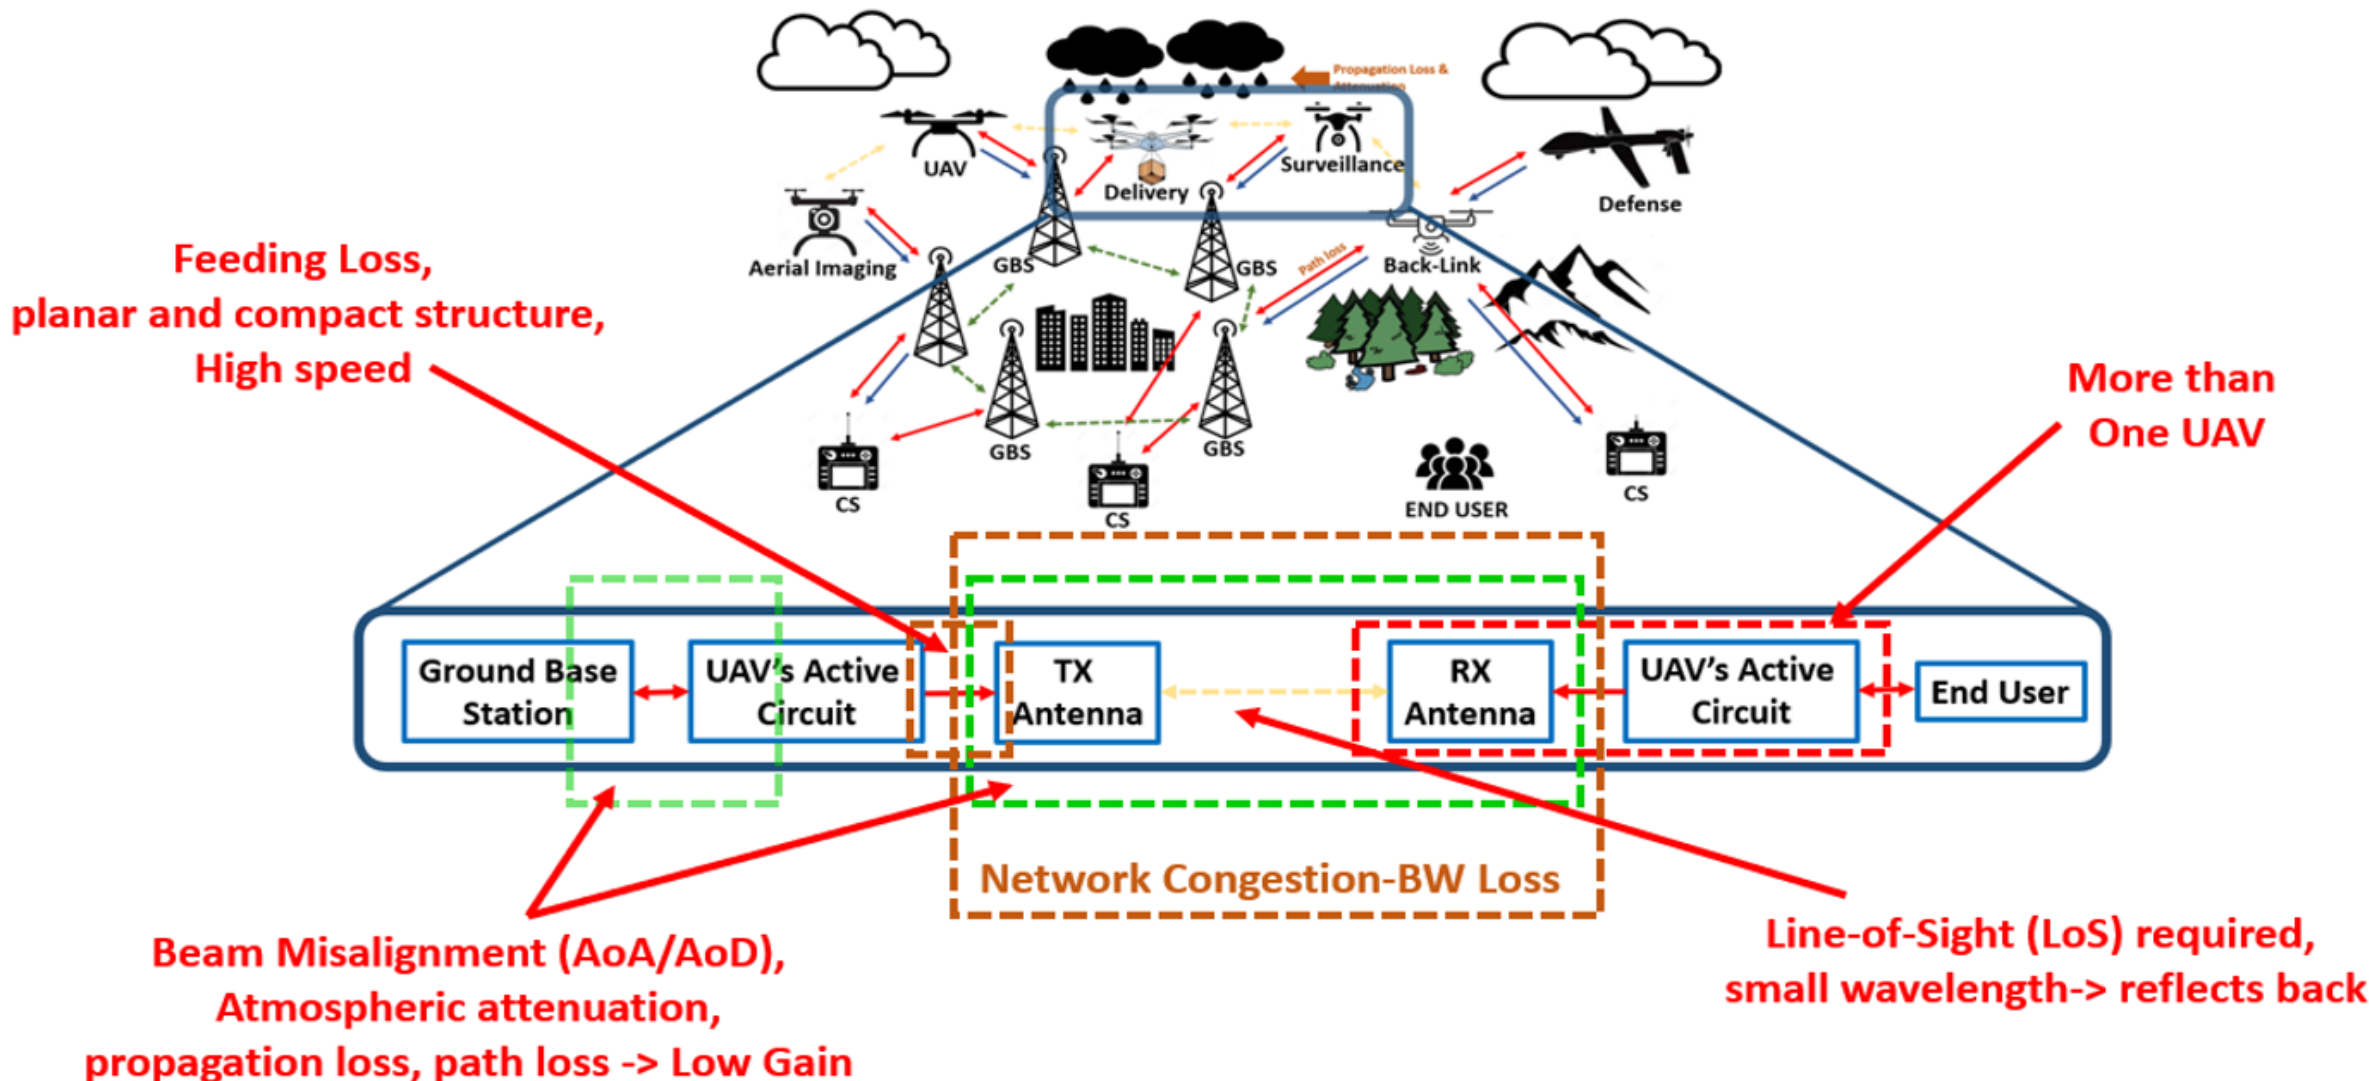 Propagation Loss &
Attenuation
UAV
Delivery
Surveillance
Defense
Aerial Imaging
GBS
GBS
Path loss
Back-Link
Feeding Loss,
planar and compact structure,
High speed
More than
One UAV
GBS
GBS
CS
CS
END USER
CS
Ground Base
Station
UAV's Active
Circuit
TX
Antenna
RX
Antenna
UAV's Active
Circuit
End User
Network Congestion-BW Loss
Beam Misalignment (AoA/AoD),
Atmospheric attenuation,
propagation loss, path loss -> Low Gain
Line-of-Sight (LoS) required,
small wavelength-> reflects back